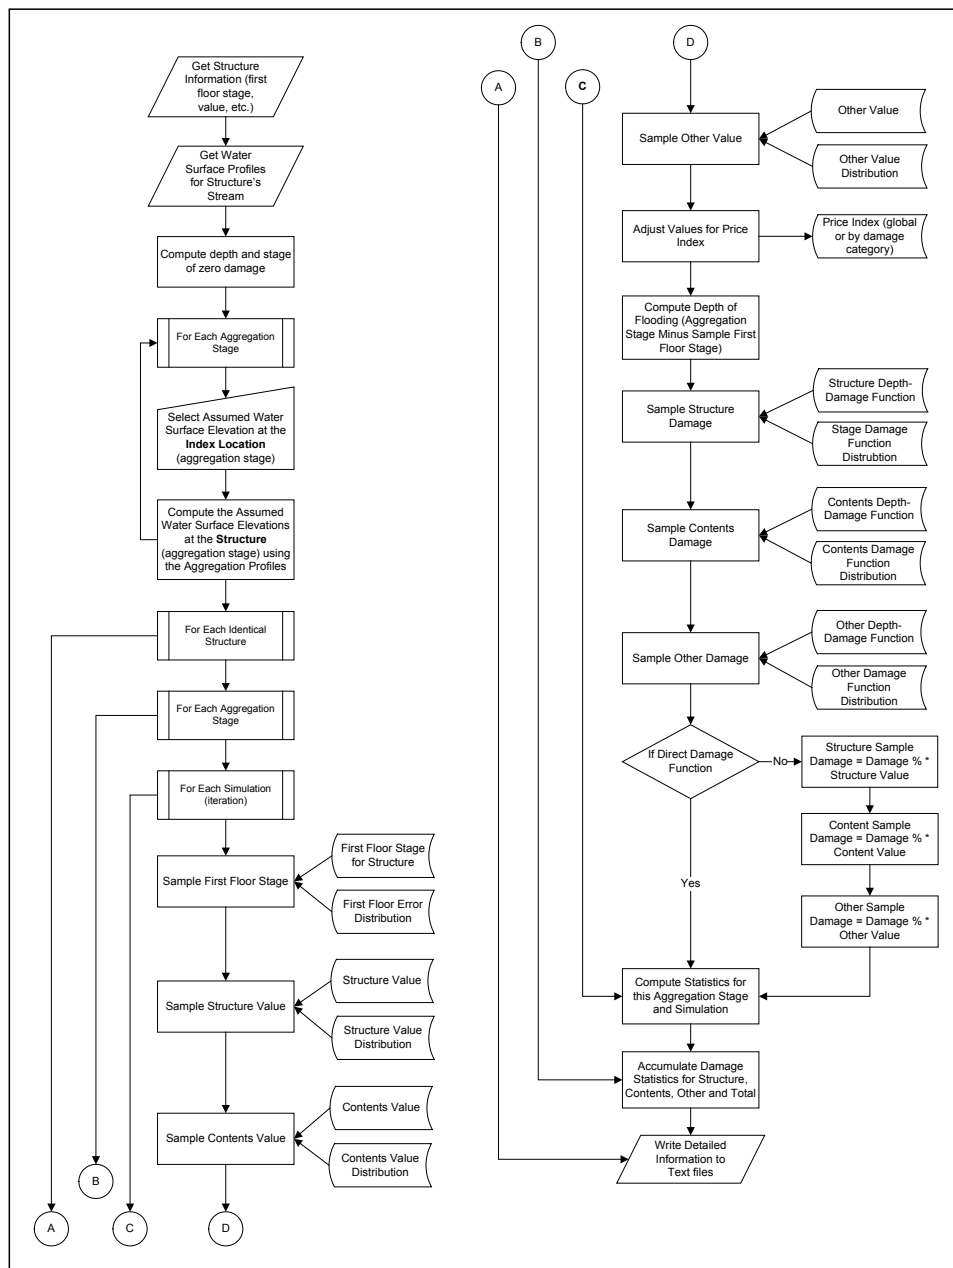 Get Structure
Information (first
floor stage,
value, etc.)
Get Water
Surface Profiles
for Structure's
Stream
Compute depth and stage
of zero damage
For Each Aggregation
Stage
Select Assumed Water
Surface Elevation at the
Index Location
(aggregation stage)
Compute the Assumed
Water Surface Elevations
at the Structure
(aggregation stage) using
the Aggregation Profiles
For Each Identical
Structure
For Each Aggregation
Stage
For Each Simulation
(iteration)
Sample First Floor Stage
First Floor Stage
for Structure
First Floor Error
Distribution
Sample Structure Value
Structure Value
Structure Value
Distribution
Sample Contents Value
Contents Value
Contents Value
Distribution
B
A
C
D
B
D
A
C
Sample Other Value
Other Value
Other Value
Distribution
Adjust Values for Price
Index
Price Index (global
or by damage
category)
Compute Depth of
Flooding (Aggregation
Stage Minus Sample First
Floor Stage)
Sample Structure
Damage
Structure Depth-
Damage Function
Stage Damage
Function
Distrubtion
Sample Contents
Damage
Contents Depth-
Damage Function
Contents Damage
Function
Distribution
Sample Other Damage
Other Depth-
Damage Function
Other Damage
Function
Distribution
If Direct Damage
Function
No
Structure Sample
Damage = Damage % *
Structure Value
Content Sample
Damage = Damage % *
Content Value
Other Sample
Damage = Damage % *
Other Value
Yes
Compute Statistics for
this Aggregation Stage
and Simulation
Accumulate Damage
Statistics for Structure,
Contents, Other and Total
Write Detailed
Information to
Text files